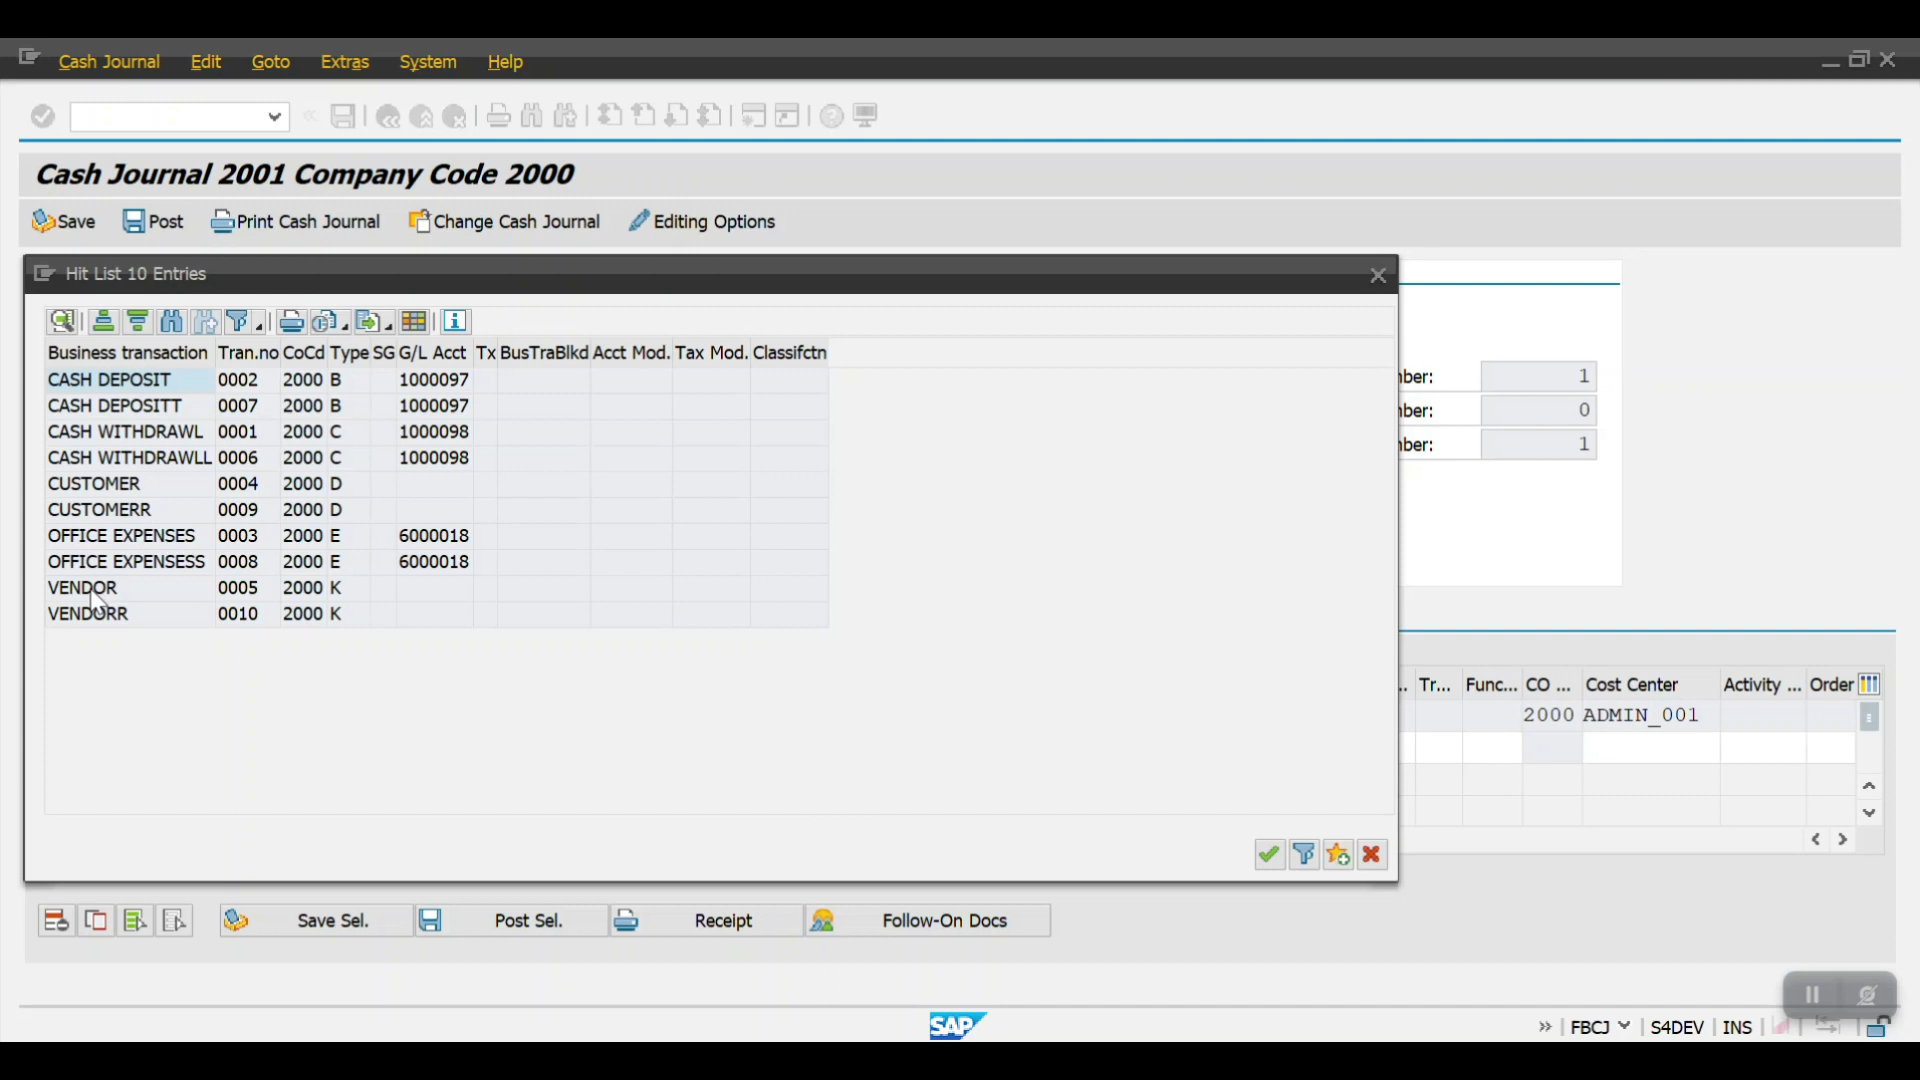 Cash Journal Edit Goto Extras System Help
Cash Journal 2001 Company Code 2000
Save Post Print Cash Journal Change Cash Journal Editing Options
Hit List 10 Entries
Business transaction Tran.no CoCd Type SG G/L Acct Tx BusTraBlkd Acct Mod. Tax Mod. Classifctn
CASH DEPOSIT 0002 2000 B 1000097
CASH DEPOSITT 0007 2000 B 1000097
CASH WITHDRAWL 0001 2000 C 1000098
CASH WITHDRAWLL 0006 2000 C 1000098
CUSTOMER 0004 2000 D
CUSTOMERR 0009 2000 D
OFFICE EXPENSES 0003 2000 E 6000018
OFFICE EXPENSESS 0008 2000 E 6000018
VENDOR 0005 2000 K
VENDORR 0010 2000 K
ber: 1
ber: 0
ber: 1
.. Tr... Func... CO ... Cost Center Activity ... Order
2000 ADMIN_001
Save Sel. Post Sel. Receipt Follow-On Docs
SAP
FBCJ S4DEV INS